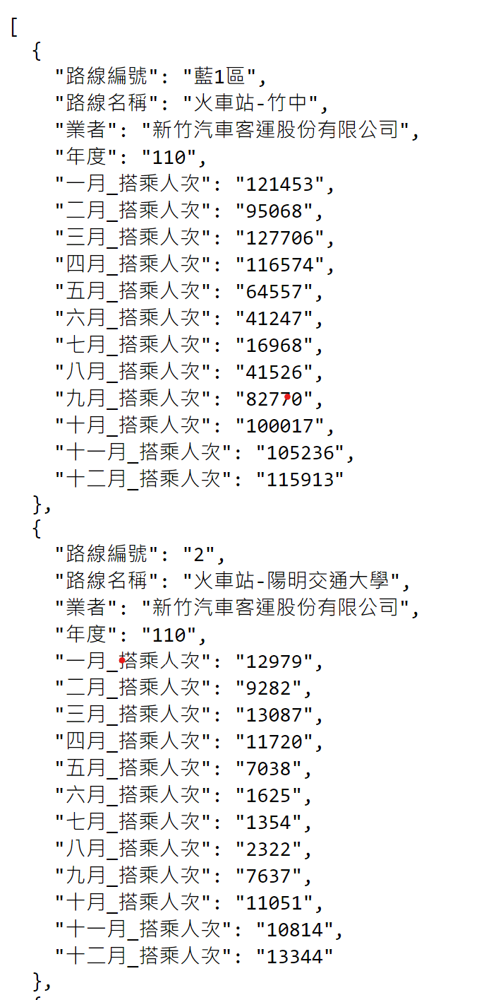 [
{
"路線編號": "藍1區",
"路線名稱": "火車站-竹中",
"業者": "新竹汽車客運股份有限公司",
"年度": "110",
"一月_搭乘人次": "121453",
"二月_搭乘人次": "95068",
"三月_搭乘人次": "127706",
"四月_搭乘人次": "116574",
"五月_搭乘人次": "64557",
"六月_搭乘人次": "41247",
"七月_搭乘人次": "16968",
"八月_搭乘人次": "41526",
"九月_搭乘人次": "82770",
"十月_搭乘人次": "100017",
"十一月_搭乘人次": "105236",
"十二月_搭乘人次": "115913"
},
{
"路線編號": "2",
"路線名稱": "火車站-陽明交通大學",
"業者": "新竹汽車客運股份有限公司",
"年度": "110",
"一月_搭乘人次": "12979",
"二月_搭乘人次": "9282",
"三月_搭乘人次": "13087",
"四月_搭乘人次": "11720",
"五月_搭乘人次": "7038",
"六月_搭乘人次": "1625",
"七月_搭乘人次": "1354",
"八月_搭乘人次": "2322",
"九月_搭乘人次": "7637",
"十月_搭乘人次": "11051",
"十一月_搭乘人次": "10814",
"十二月_搭乘人次": "13344"
},